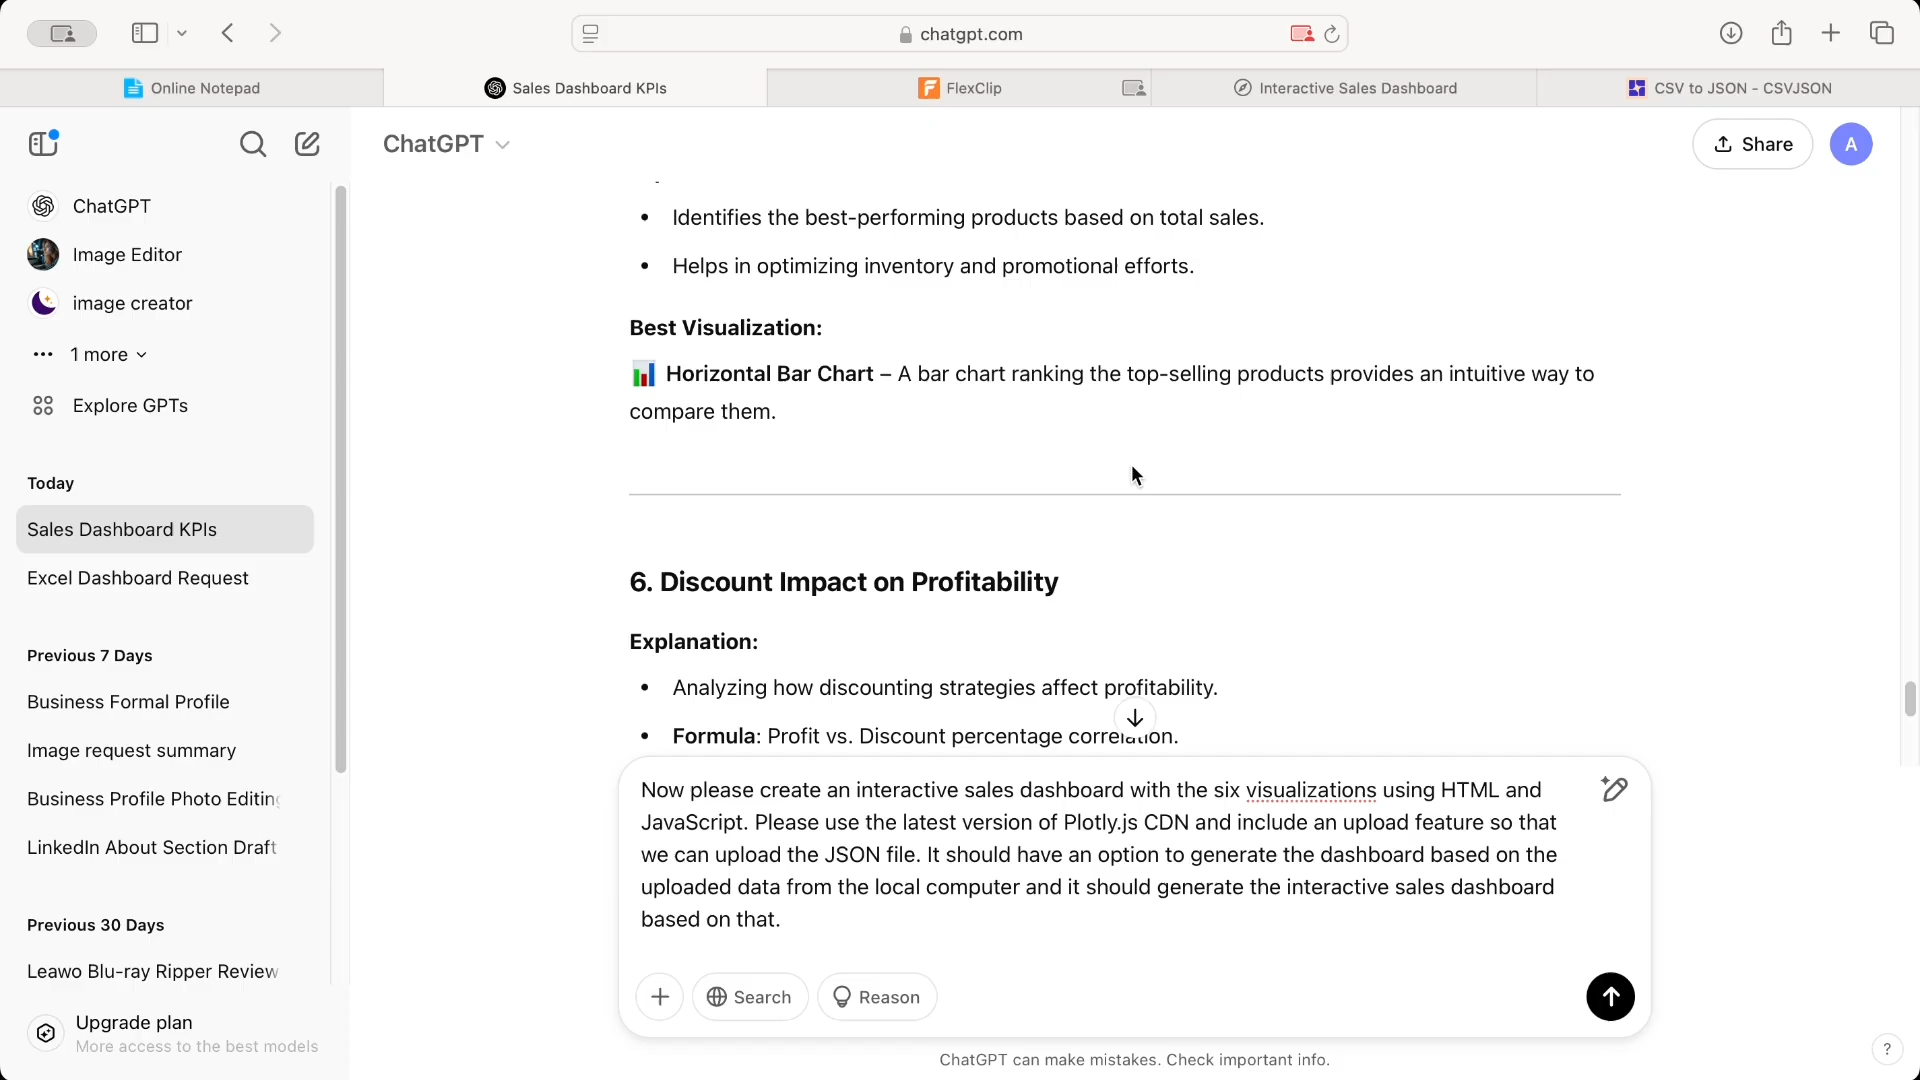 chatgpt.com
Online Notepad
Sales Dashboard KPIs
FlexClip
Interactive Sales Dashboard
CSV to JSON - CSVJSON
ChatGPT
Share
A
ChatGPT
Image Editor
image creator
1 more
Explore GPTs
Today
Sales Dashboard KPIs
Excel Dashboard Request
Previous 7 Days
Business Formal Profile
Image request summary
Business Profile Photo Editing
LinkedIn About Section Draft
Previous 30 Days
Leawo Blu-ray Ripper Review
Upgrade plan
More access to the best models
• Identifies the best-performing products based on total sales.
• Helps in optimizing inventory and promotional efforts.
Best Visualization:
📊 Horizontal Bar Chart – A bar chart ranking the top-selling products provides an intuitive way to
compare them.
6. Discount Impact on Profitability
Explanation:
• Analyzing how discounting strategies affect profitability.
• Formula: Profit vs. Discount percentage correlation.
Now please create an interactive sales dashboard with the six visualizations using HTML and
JavaScript. Please use the latest version of Plotly.js CDN and include an upload feature so that
we can upload the JSON file. It should have an option to generate the dashboard based on the
uploaded data from the local computer and it should generate the interactive sales dashboard
based on that.
Search
Reason
ChatGPT can make mistakes. Check important info.
?